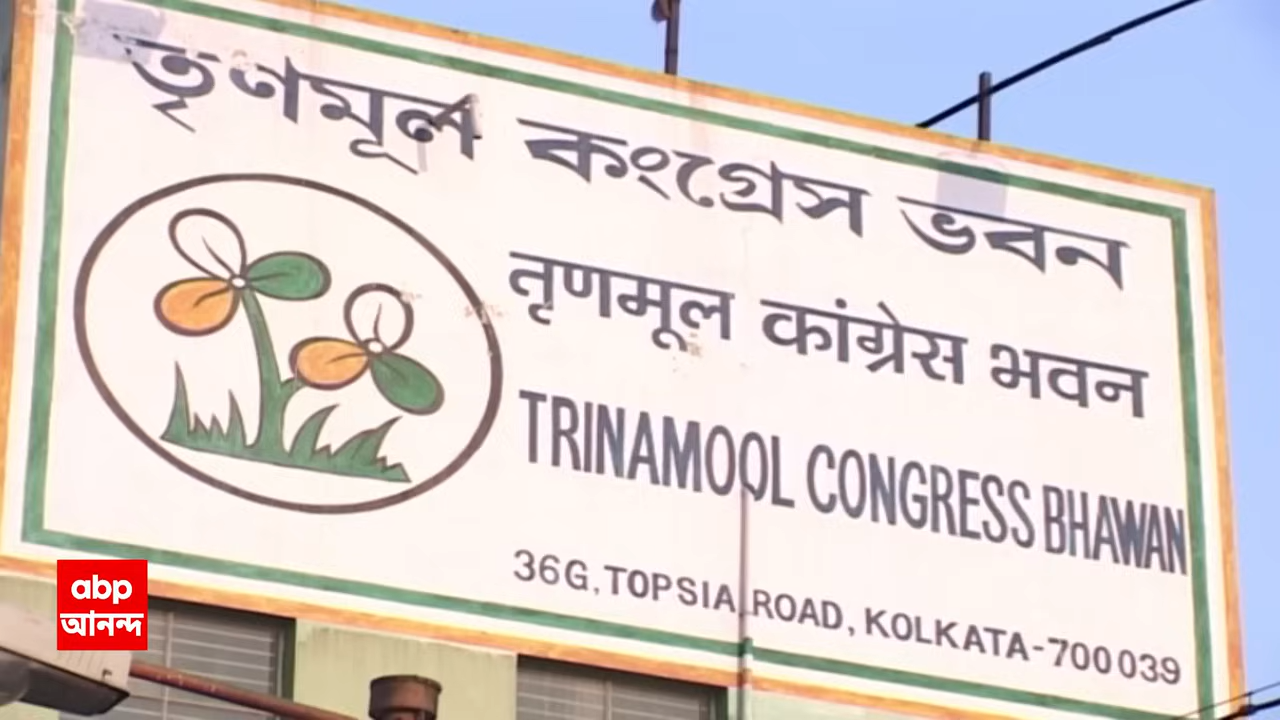 তৃণমূল কংগ্রেস ভবন
तृणमूल कांग्रेस भवन
TRINAMOOL CONGRESS BHAWAN
36G, TOPSIA ROAD, KOLKATA-700039
abp
আনন্দ